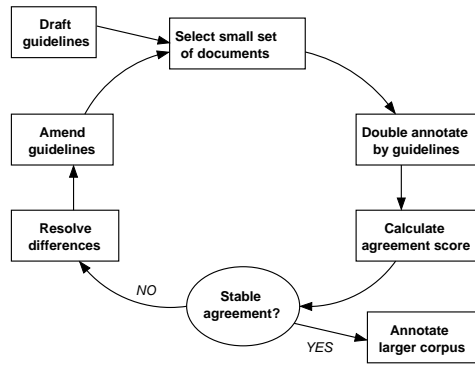 Draft
guidelines
Select small set
of documents
Amend
guidelines
Double annotate
by guidelines
Resolve
differences
Calculate
agreement score
NO
Stable
agreement?
YES
Annotate
larger corpus